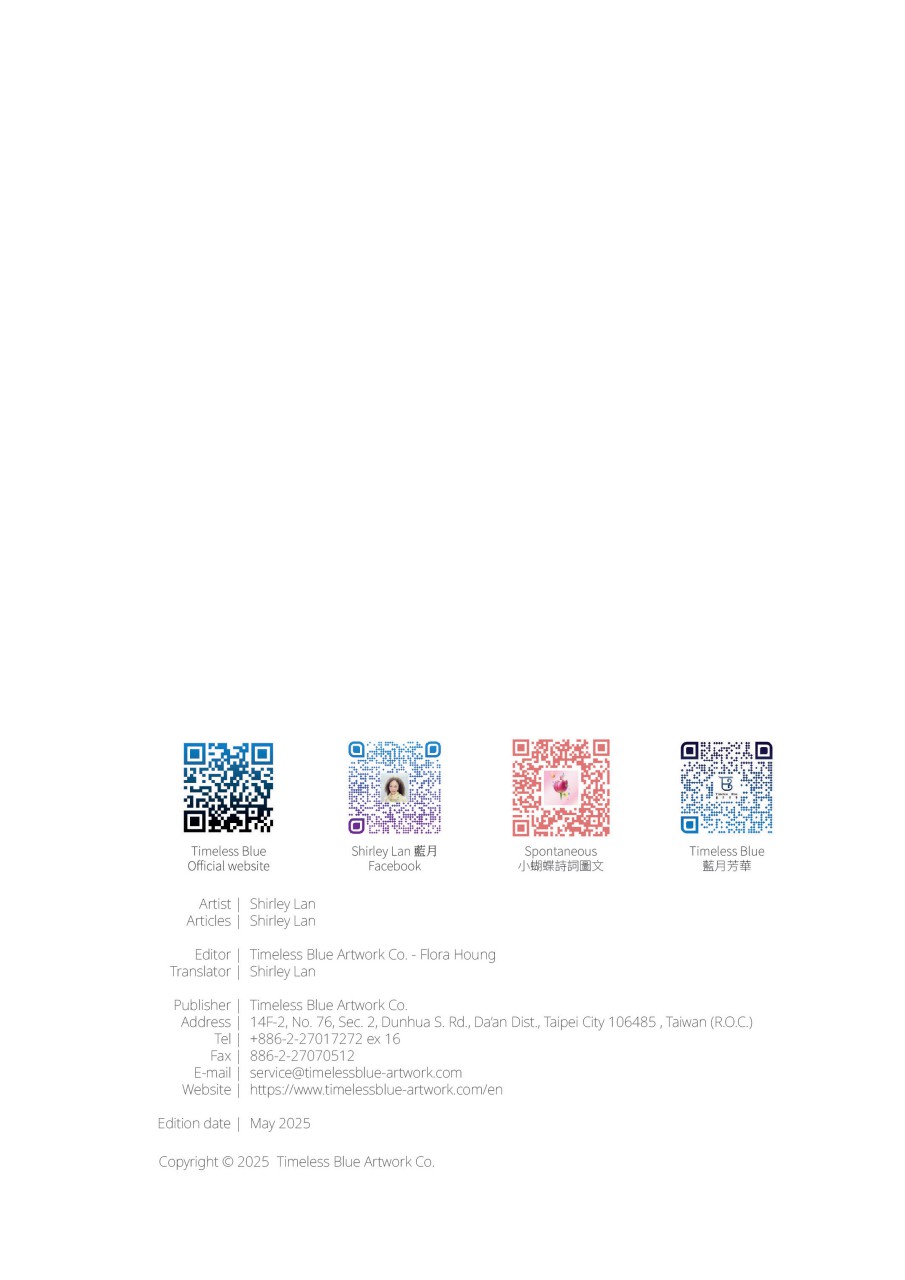 Timeless Blue
Official website
Shirley Lan 藍月
Facebook
Spontaneous
小蝴蝶詩詞圖文
Timeless Blue
藍月芳華
Artist | Shirley Lan
Articles | Shirley Lan
Editor | Timeless Blue Artwork Co. - Flora Houng
Translator | Shirley Lan
Publisher | Timeless Blue Artwork Co.
Address | 14F-2, No. 76, Sec. 2, Dunhua S. Rd., Da'an Dist., Taipei City 106485 , Taiwan (R.O.C.)
Tel | +886-2-27017272 ex 16
Fax | 886-2-27070512
E-mail | service@timelessblue-artwork.com
Website | https://www.timelessblue-artwork.com/en
Edition date | May 2025
Copyright © 2025 Timeless Blue Artwork Co.